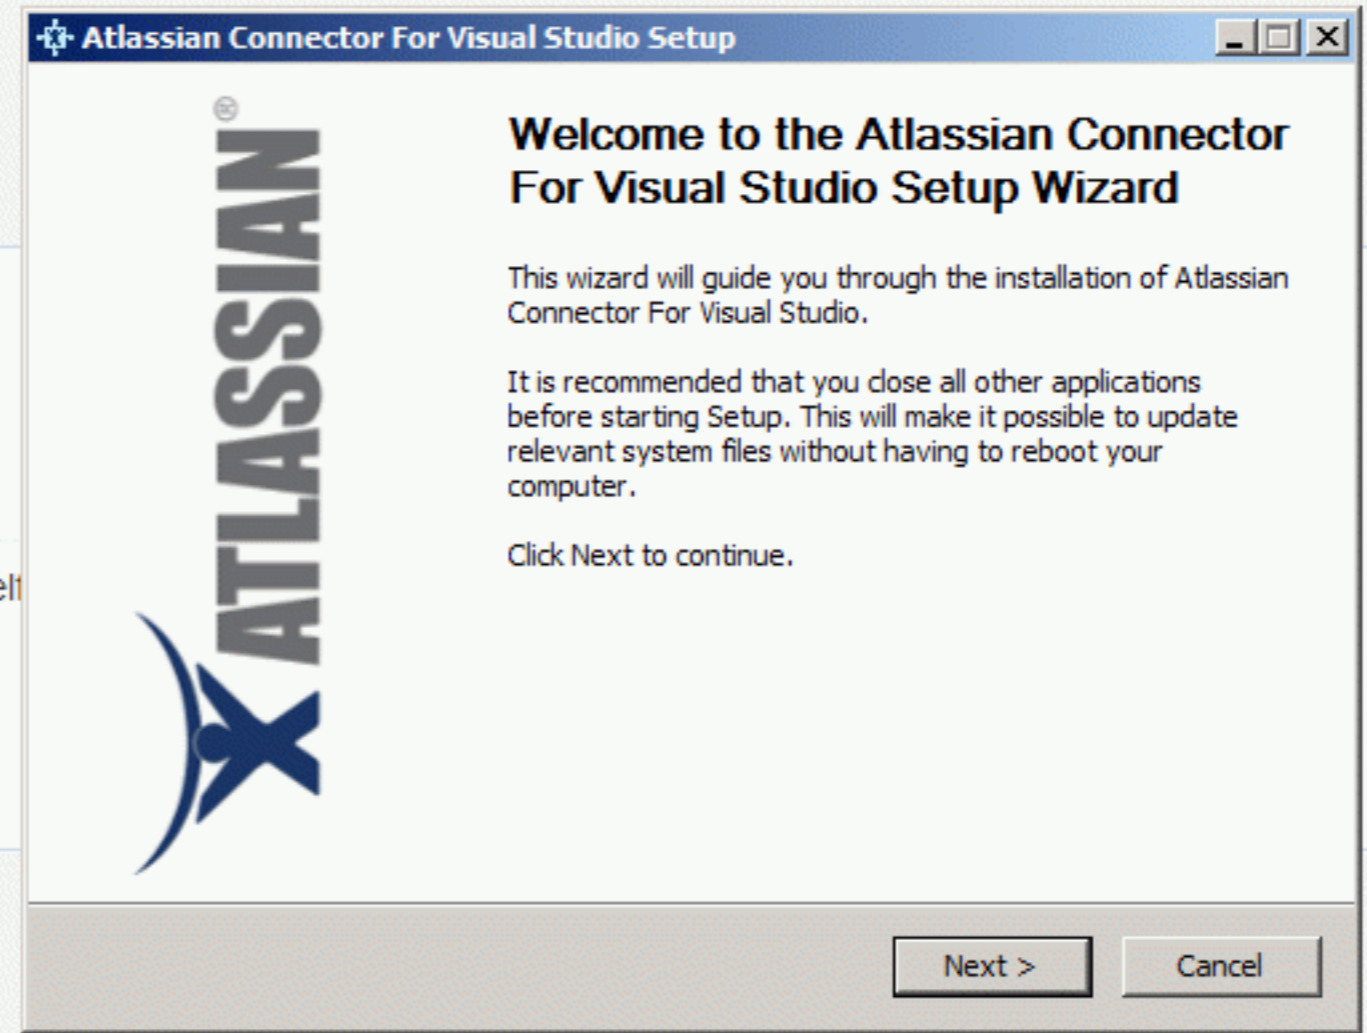 Atlassian Connector For Visual Studio Setup
ATLASSIAN®
Welcome to the Atlassian Connector
For Visual Studio Setup Wizard
This wizard will guide you through the installation of Atlassian
Connector For Visual Studio.
It is recommended that you close all other applications
before starting Setup. This will make it possible to update
relevant system files without having to reboot your
computer.
Click Next to continue.
Next >
Cancel